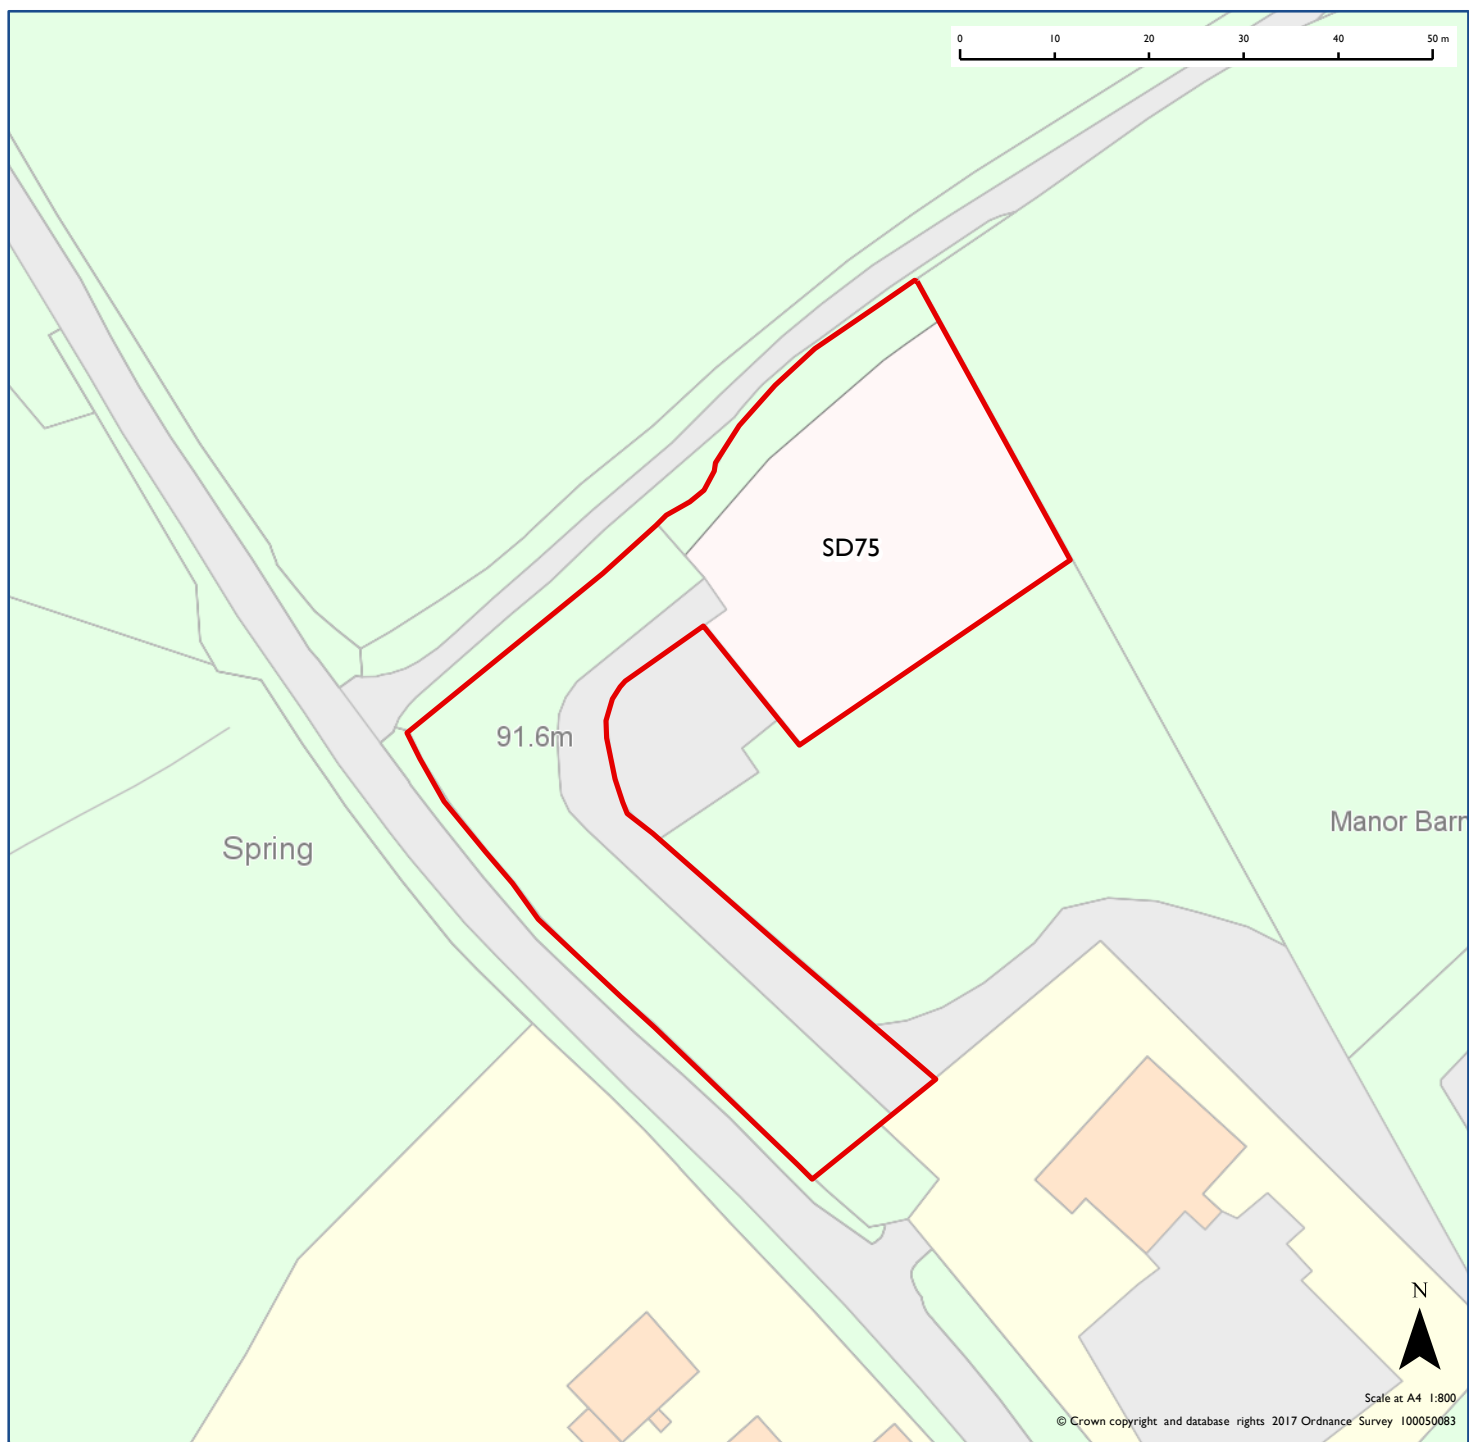 0 10 20 30 40 50 m
SD75
91.6m
Manor Barn
Spring
N
Scale at A4 1:800
© Crown copyright and database rights 2017 Ordnance Survey 100050083